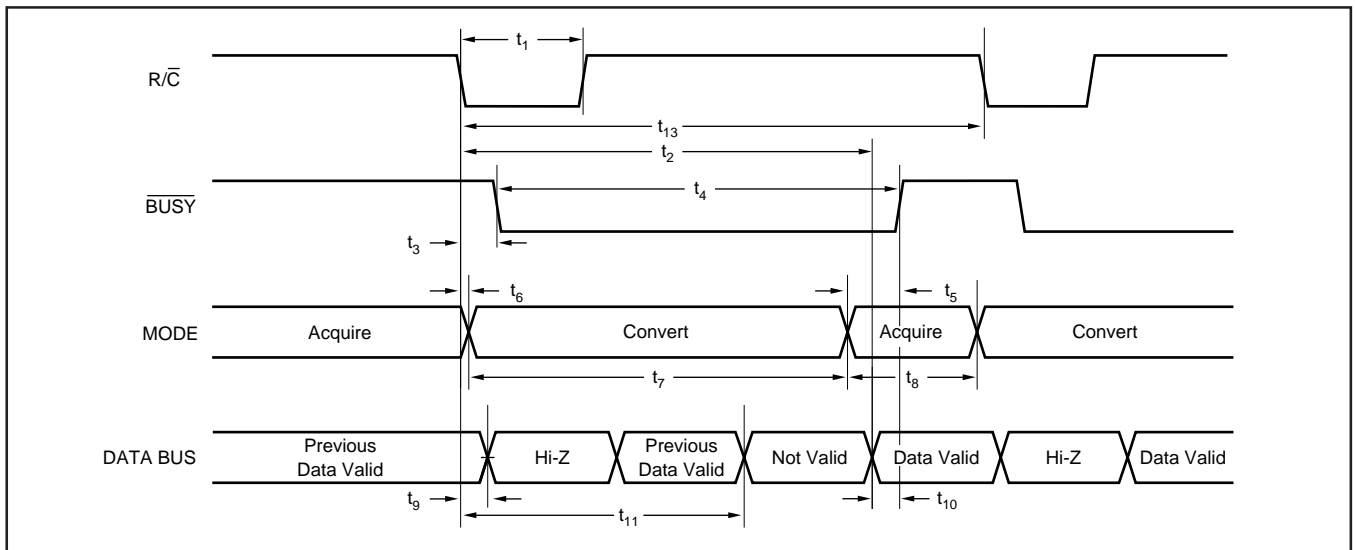 t1
R/C̅
t13
t2
B̅U̅S̅Y̅
t4
t3
t6
t5
MODE
Acquire
Convert
Acquire
Convert
t7
t8
DATA BUS
Previous
Data Valid
Hi-Z
Previous
Data Valid
Not Valid
Data Valid
Hi-Z
Data Valid
t9
t10
t11